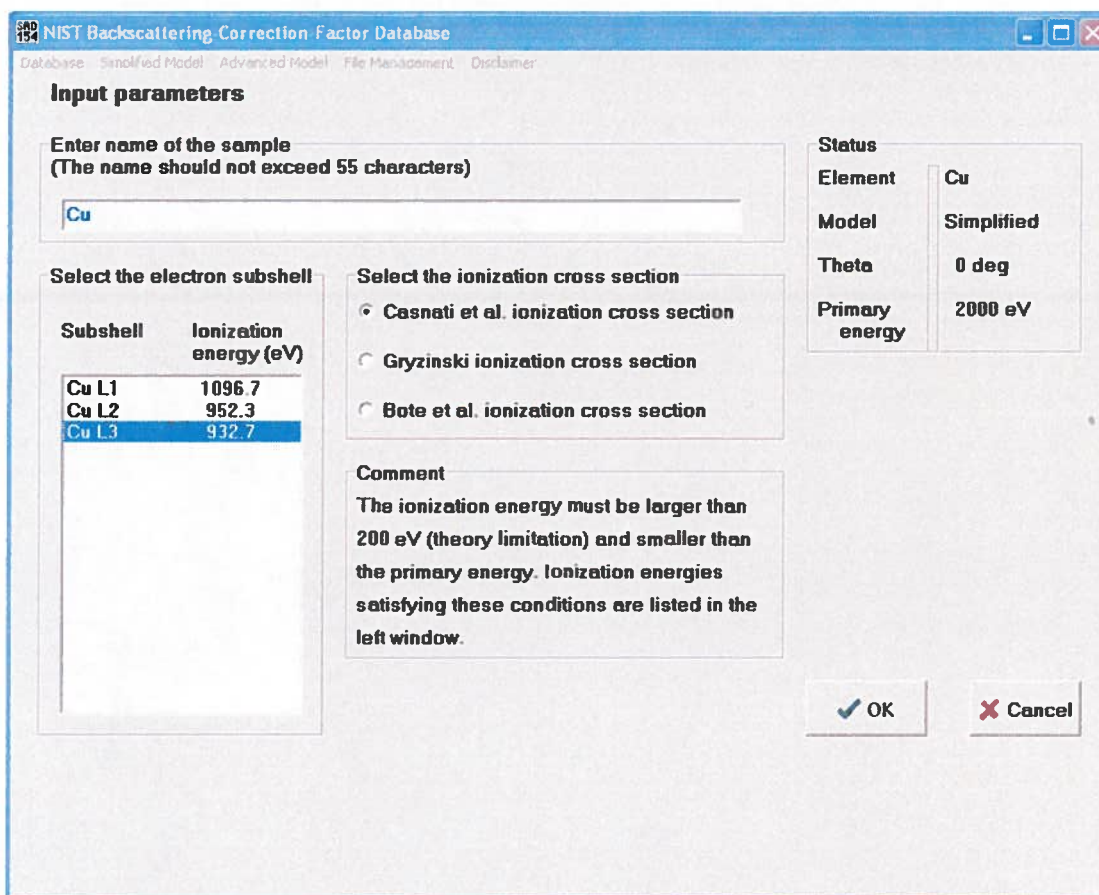 SRD
154
NIST Backscattering-Correction-Factor Database
Database Simplified Model Advanced Model File Management Disclaimer
Input parameters
Enter name of the sample
(The name should not exceed 55 characters)
Cu
Status
Element Cu
Model Simplified
Theta 0 deg
Primary energy 2000 eV
Select the electron subshell
Subshell Ionization
energy (eV)
Cu L1 1096.7
Cu L2 952.3
Cu L3 932.7
Select the ionization cross section
Casnati et al. ionization cross section
Gryzinski ionization cross section
Bote et al. ionization cross section
Comment
The ionization energy must be larger than
200 eV (theory limitation) and smaller than
the primary energy. Ionization energies
satisfying these conditions are listed in the
left window.
OK
Cancel